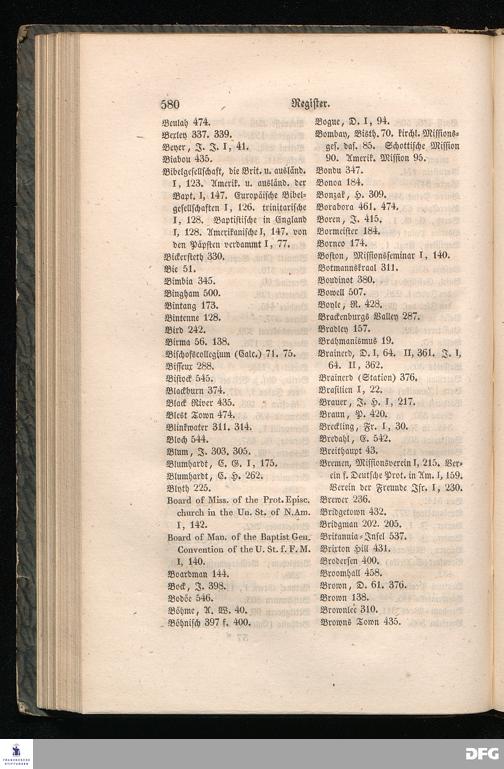 580 Register.
Beulah 474.
Bexley 337. 339.
Beyer, J. J. I, 41.
Biabou 435.
Bibelgesellschaft, die Brit. u. ausländ.
I, 123. Amerik. u. ausländ. der
Bapt. I, 147. Europäische Bibel-
gesellschaften I, 126. trinitarische
I, 128. Baptistische in England
I, 128. Amerikanische I, 147. von
den Päpsten verdammt I, 77.
Bickersteth 330.
Bie 51.
Bimbia 345.
Bingham 500.
Bintang 173.
Bintenne 128.
Bird 242.
Birma 56. 138.
Bischofscollegium (Galc.) 71. 75.
Bisseux 288.
Bistock 545.
Blackburn 374.
Black River 435.
Blest Town 474.
Blinkwater 311. 314.
Bloch 544.
Blum, J. 303. 305.
Blumhardt, C. G. I, 175.
Blumhardt, C. H. 262.
Blyth 225.
Board of Miss. of the Prot. Episc.
church in the Un. St. of N.Am.
I, 142.
Board of Man. of the Baptist Gen.
Convention of the U. St. f. F. M.
I, 140.
Boardman 144.
Bock, J. 398.
Bodöe 546.
Böhme, A. W. 40.
Böhnisch 397 f. 400.
Bogue, D. I, 94.
Bombay, Bisth. 70. kirchl. Missions-
ges. das. 85. Schottische Mission
90. Amerik. Mission 95.
Bondu 347.
Bonoa 184.
Bonzak, H. 309.
Borabora 461. 474.
Boren, J. 415.
Bormeister 184.
Borneo 174.
Boston, Missionsseminar I, 140.
Botmannskraal 311.
Boudinot 380.
Bowell 507.
Boyle, R. 428.
Brackenburgs Valley 287.
Bradley 157.
Brahmanismus 19.
Brainerd, D. I, 64. II, 361. J. I,
64. II, 362.
Brainerd (Station) 376.
Brasilien I, 22.
Brauer, J. H. I, 217.
Braun, P. 420.
Breckling, Fr. I, 30.
Bredahl, C. 542.
Breithaupt 43.
Bremen, Missionsverein I, 215. Ver-
ein f. Deutsche Prot. in Am. I, 159.
Verein der Freunde Isr. I, 230.
Brewer 236.
Bridgetown 432.
Bridgman 202. 205.
Britannia-Insel 537.
Brixton Hill 431.
Brodersen 400.
Broomhall 458.
Brown, D. 61. 376.
Brown 138.
Brownlee 310.
Browns Town 435.
FRANCKESCHE
STIFTUNGEN
DFG